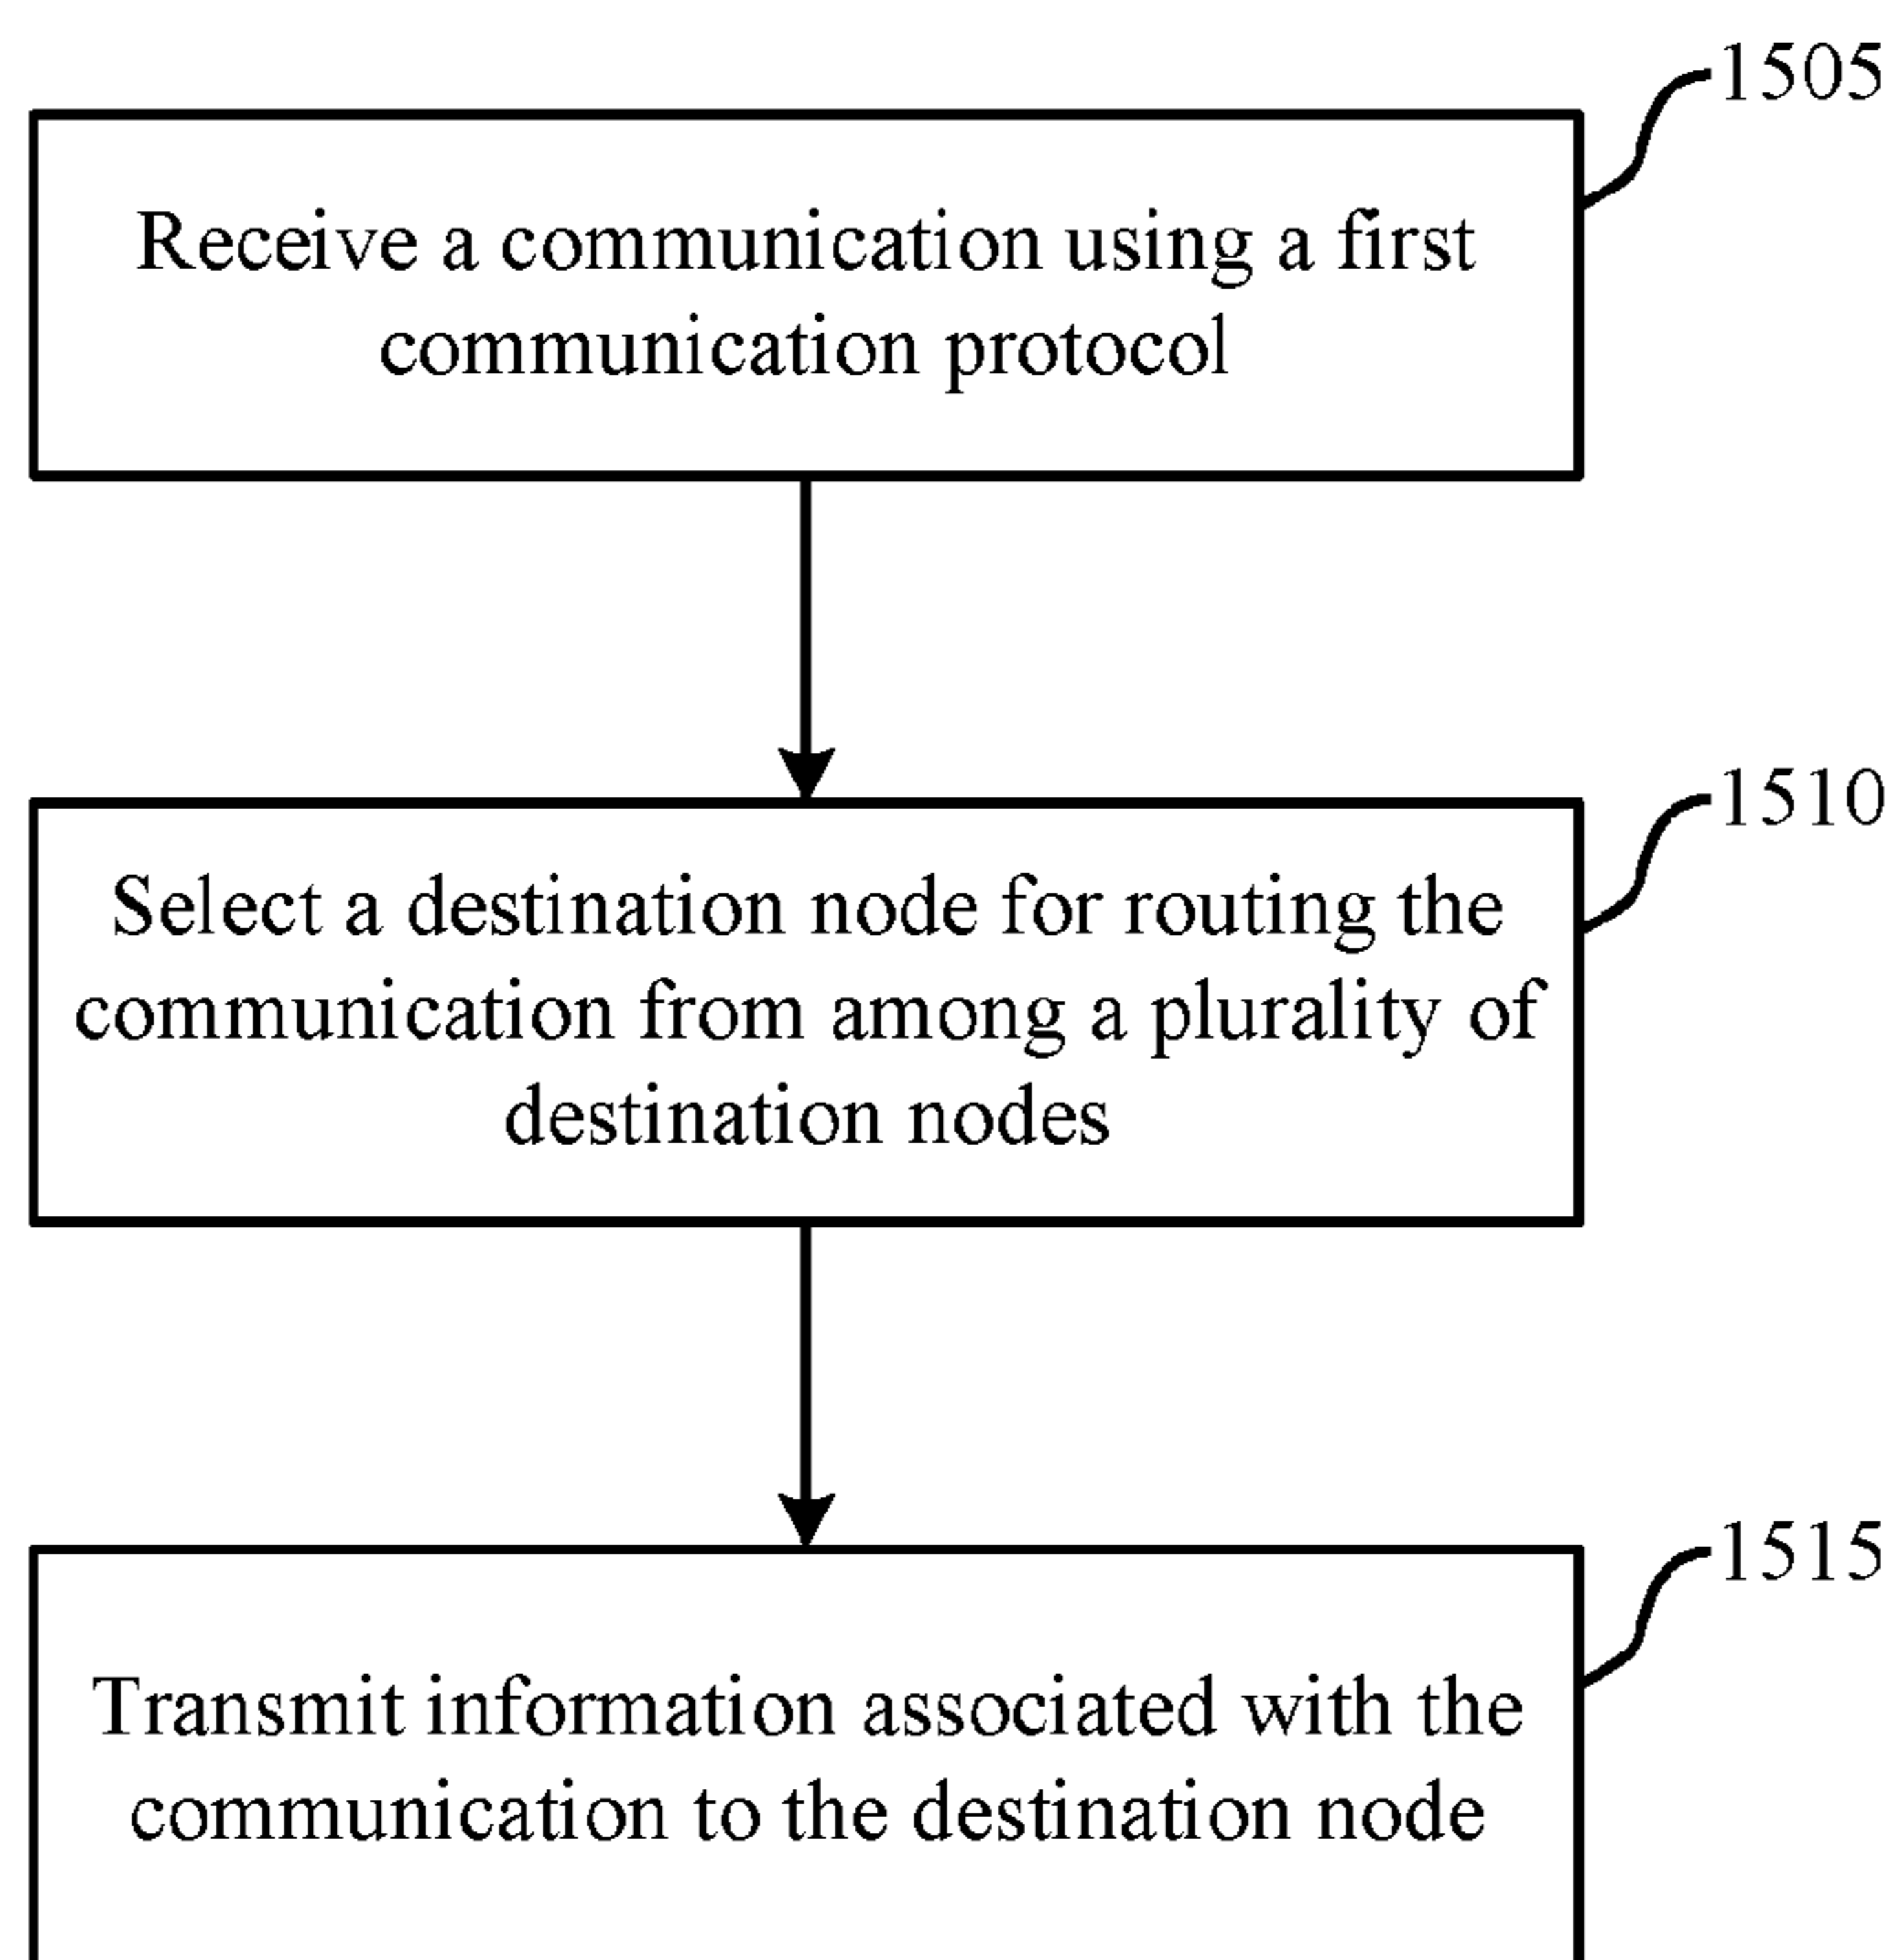 1505
Receive a communication using a first
communication protocol
1510
Select a destination node for routing the
communication from among a plurality of
destination nodes
1515
Transmit information associated with the
communication to the destination node